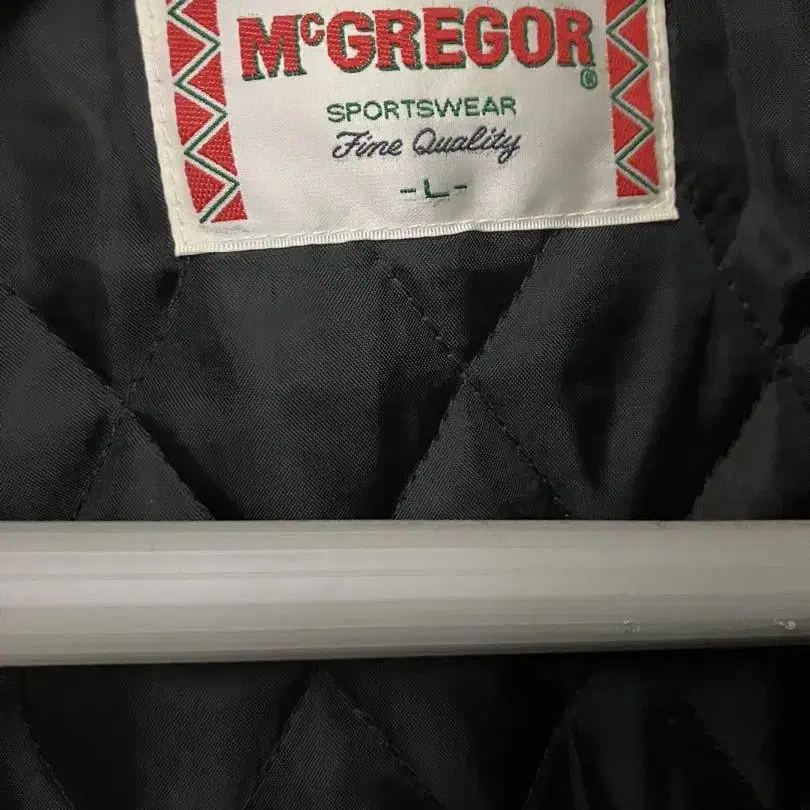 McGREGOR®
SPORTSWEAR
Fine Quality
-L-